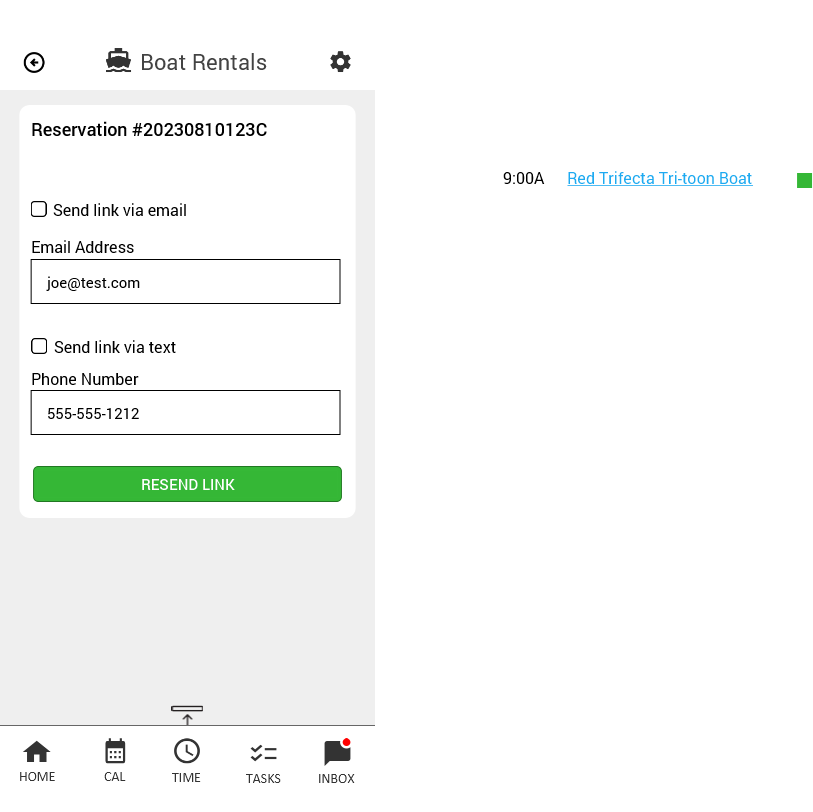 Boat Rentals
Reservation #20230810123C
Send link via email
Email Address
joe@test.com
Send link via text
Phone Number
555-555-1212
RESEND LINK
HOME CAL TIME TASKS INBOX
9:00A Red Trifecta Tri-toon Boat